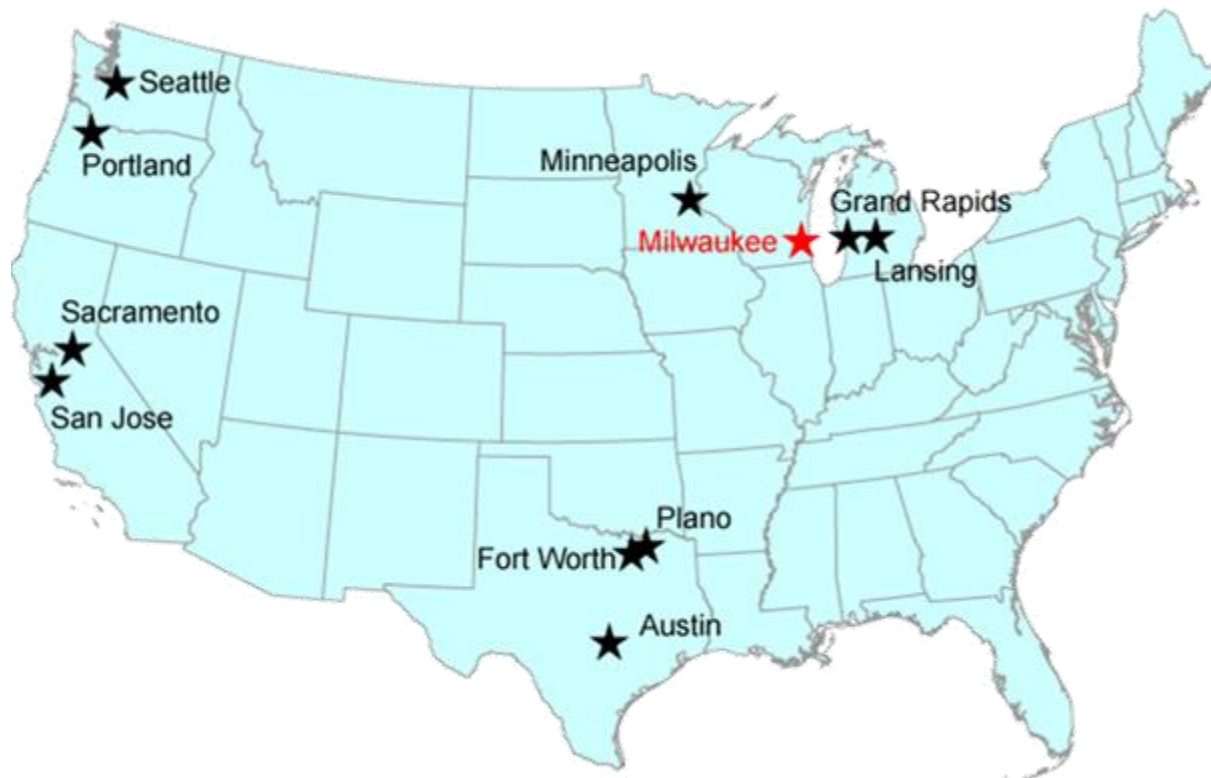 Seattle
Portland
Minneapolis
Grand Rapids
Milwaukee
Lansing
Sacramento
San Jose
Plano
Fort Worth
Austin